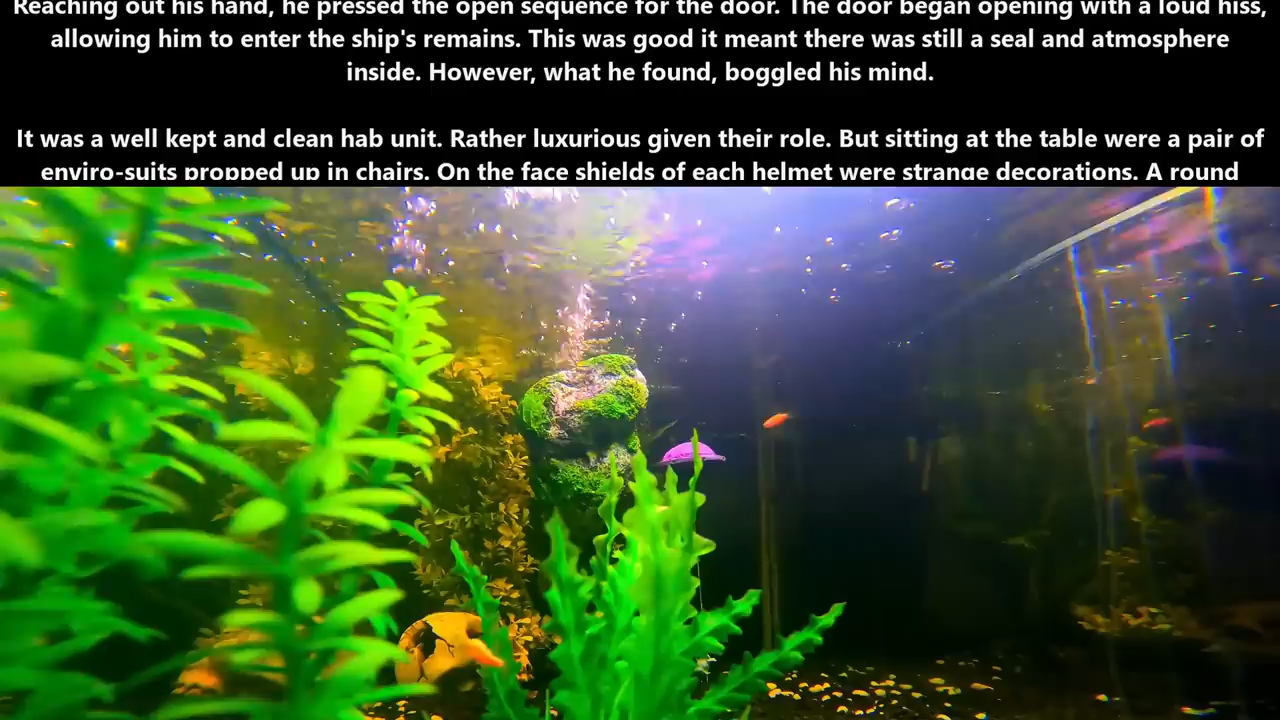 Reaching out his hand, he pressed the open sequence for the door. The door began opening with a loud hiss,
allowing him to enter the ship's remains. This was good it meant there was still a seal and atmosphere
inside. However, what he found, boggled his mind.
It was a well kept and clean hab unit. Rather luxurious given their role. But sitting at the table were a pair of
enviro-suits propped up in chairs. On the face shields of each helmet were strange decorations. A round